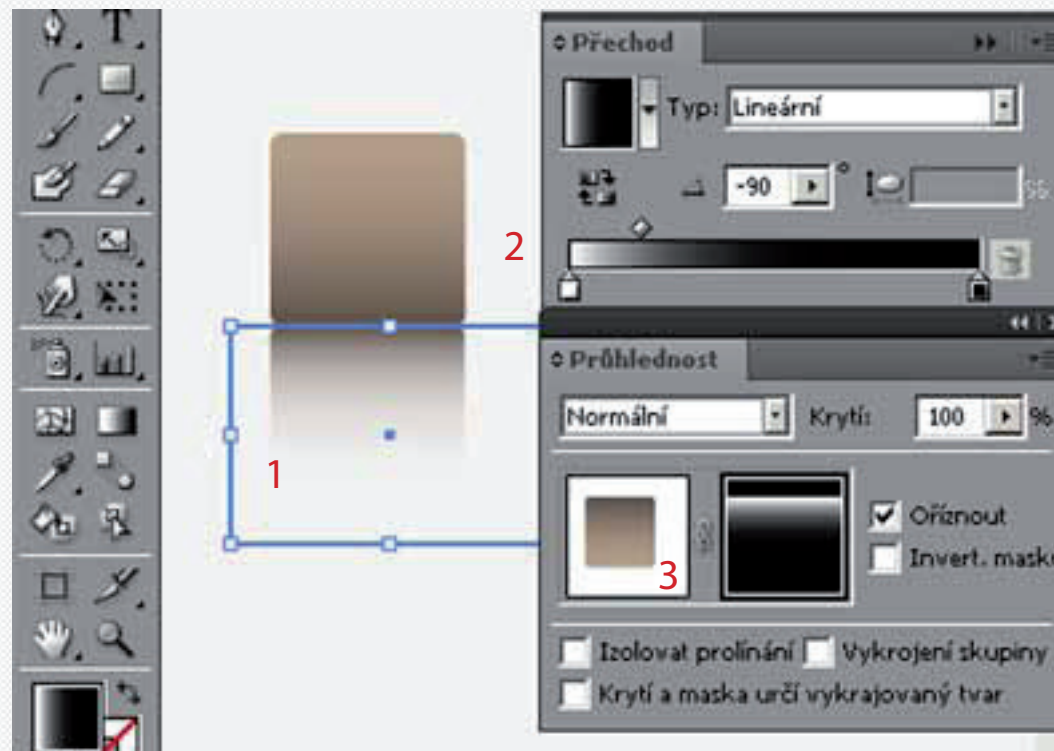 T
Přechod
Typ: Lineární
-90 °
2
Průhlednost
Normální Krytí: 100 %
1
Oříznout
Invert. mask
3
Izolovat prolínání Vykrojení skupiny
Krytí a maska určí vykrajovaný tvar